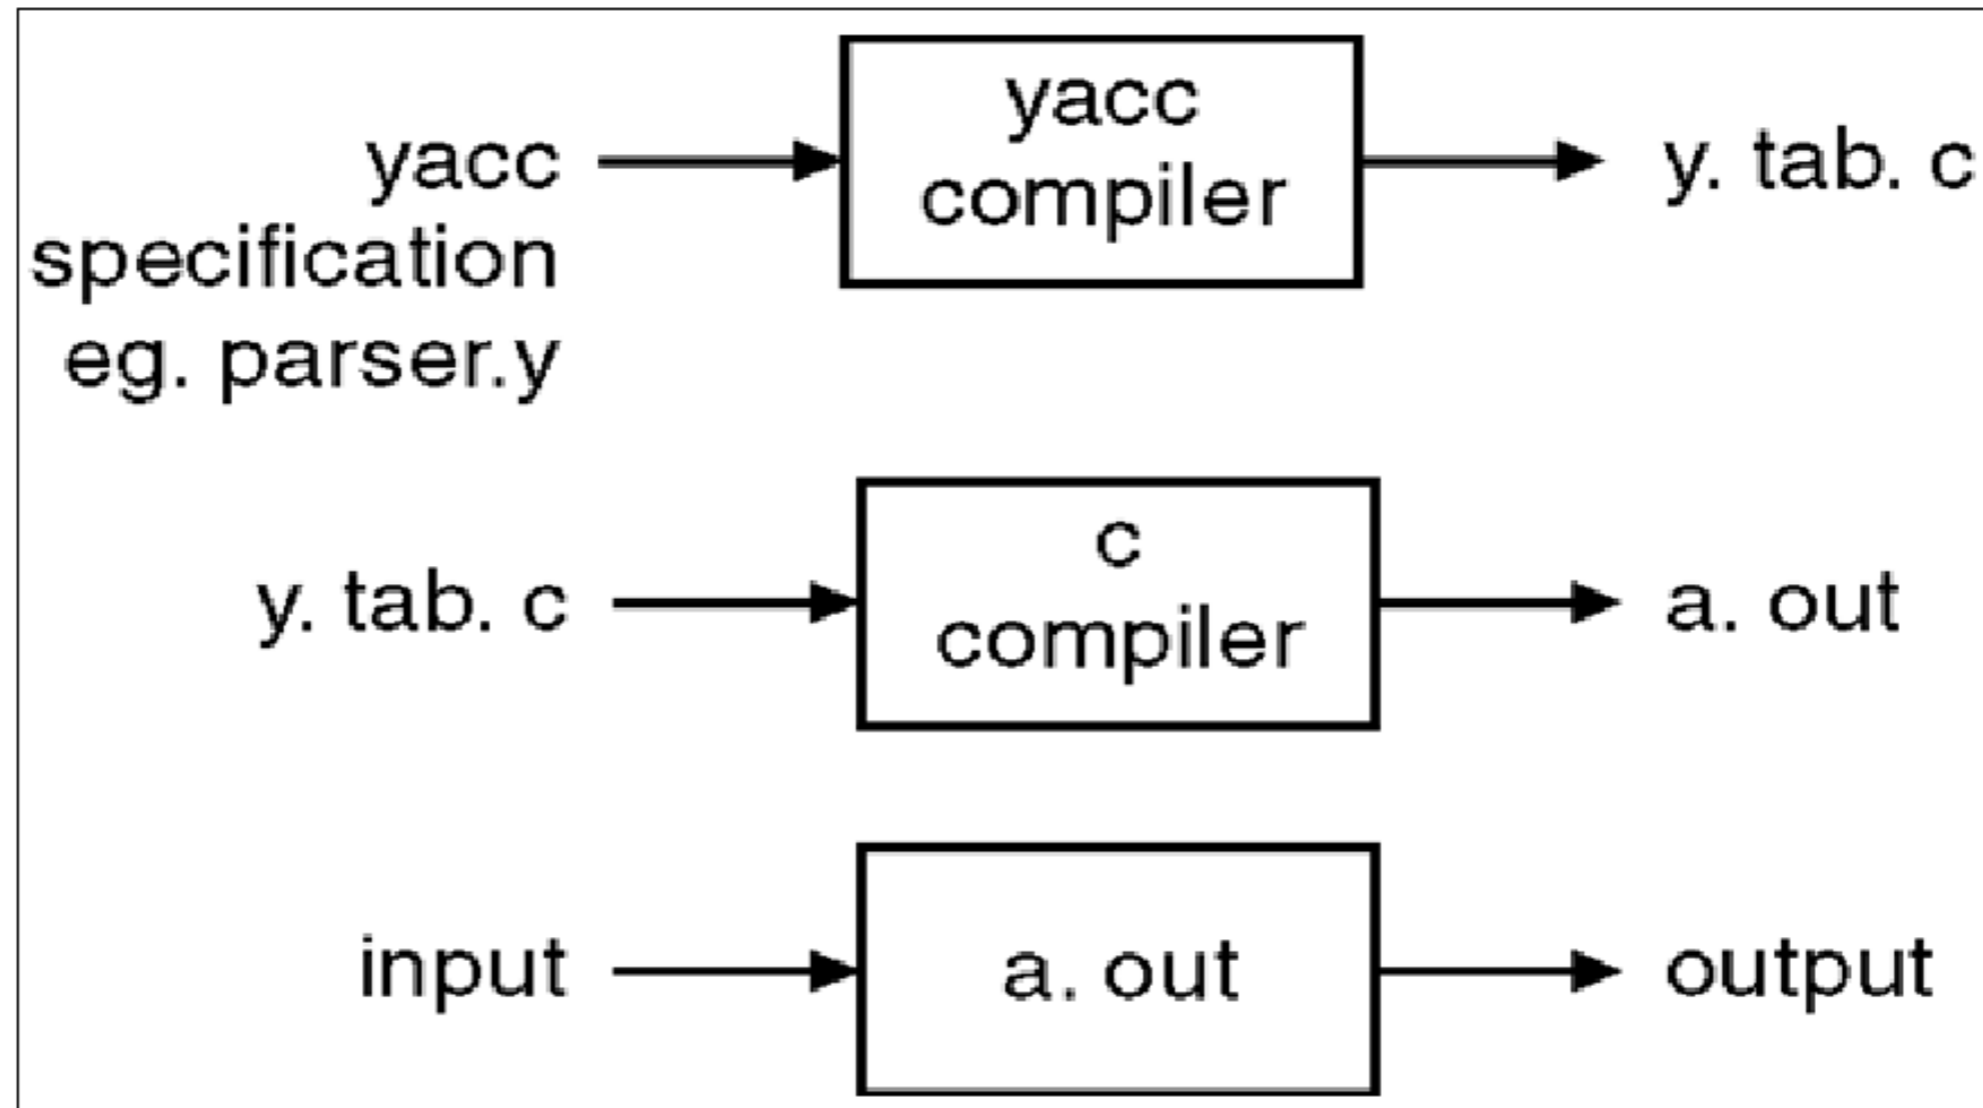 yacc
specification
eg. parser.y
yacc
compiler
y. tab. c
y. tab. c
c
compiler
a. out
input
a. out
output